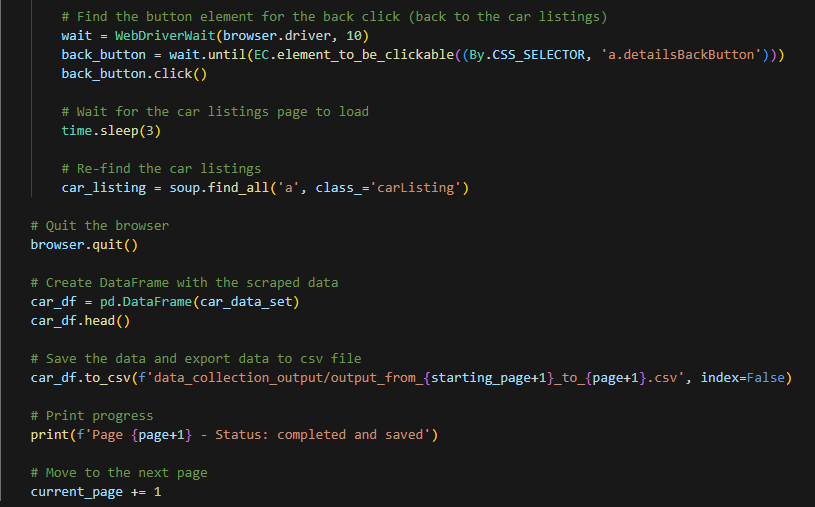 # Find the button element for the back click (back to the car listings)
wait = WebDriverWait(browser.driver, 10)
back_button = wait.until(EC.element_to_be_clickable((By.CSS_SELECTOR, 'a.detailsBackButton')))
back_button.click()
# Wait for the car listings page to load
time.sleep(3)
# Re-find the car listings
car_listing = soup.find_all('a', class_='carListing')
# Quit the browser
browser.quit()
# Create DataFrame with the scraped data
car_df = pd.DataFrame(car_data_set)
car_df.head()
# Save the data and export data to csv file
car_df.to_csv(f'data_collection_output/output_from_{starting_page+1}_to_{page+1}.csv', index=False)
# Print progress
print(f'Page {page+1} - Status: completed and saved')
# Move to the next page
current_page += 1